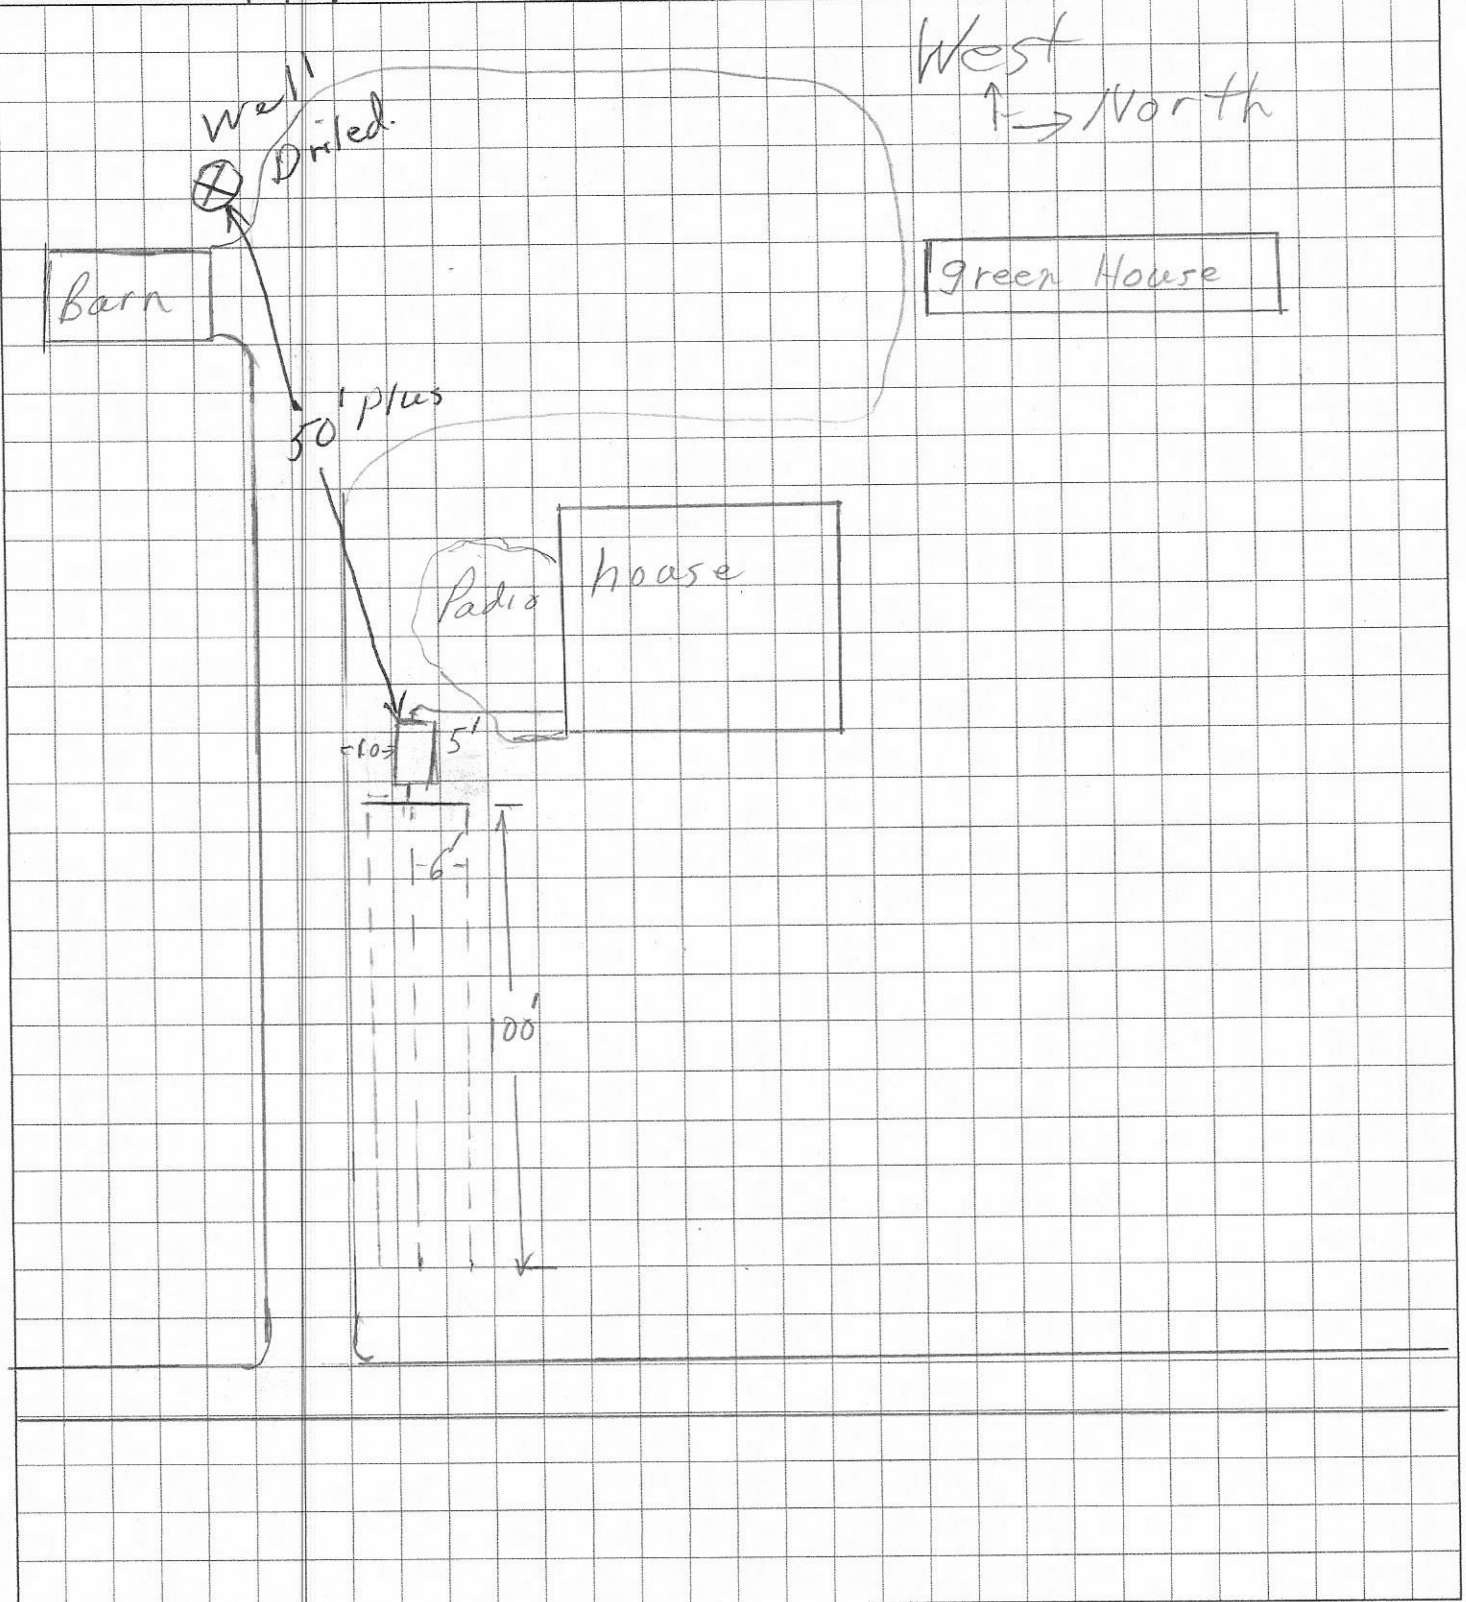 West
North
Well
Driled.
green House
Barn
50' plus
house
Padio
10
5'
6'
100'